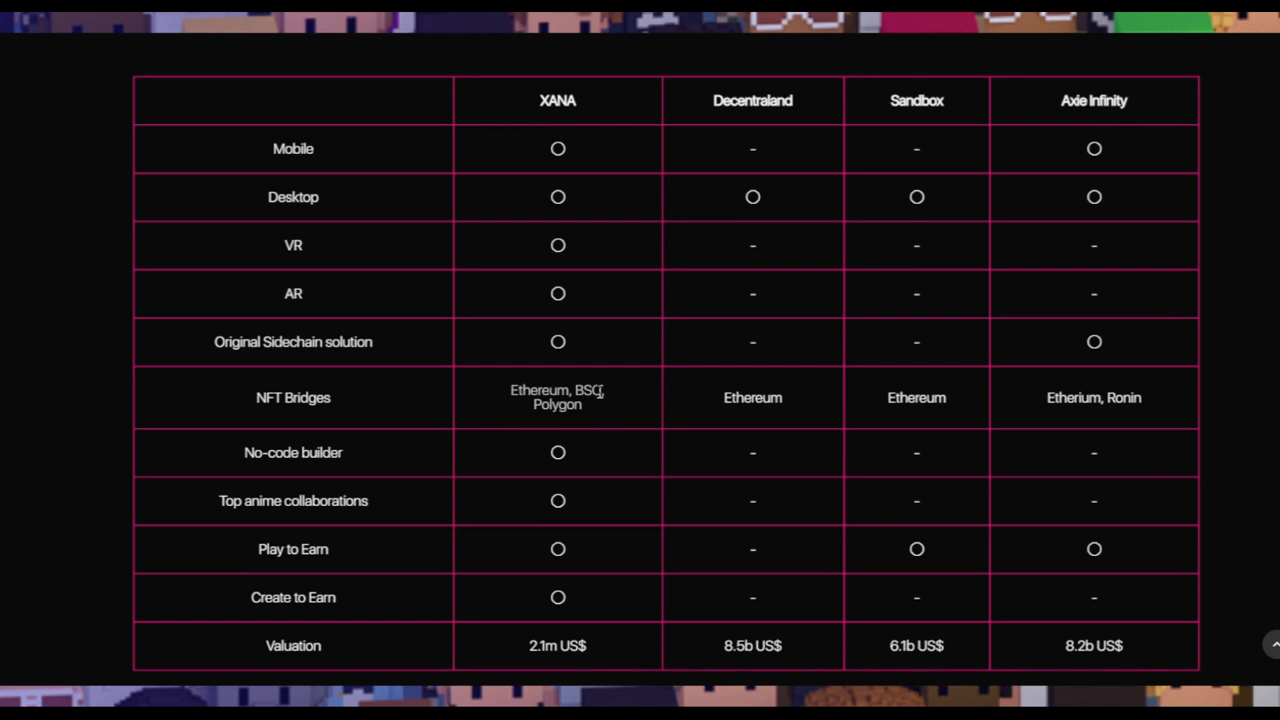 XANA Decentraland Sandbox Axie Infinity
Mobile O - - O
Desktop O O O O
VR O - - -
AR O - - -
Original Sidechain solution O - - O
NFT Bridges Ethereum, BSC, Polygon Ethereum Ethereum Etherium, Ronin
No-code builder O - - -
Top anime collaborations O - - -
Play to Earn O - O O
Create to Earn O - - -
Valuation 2.1m US$ 8.5b US$ 6.1b US$ 8.2b US$